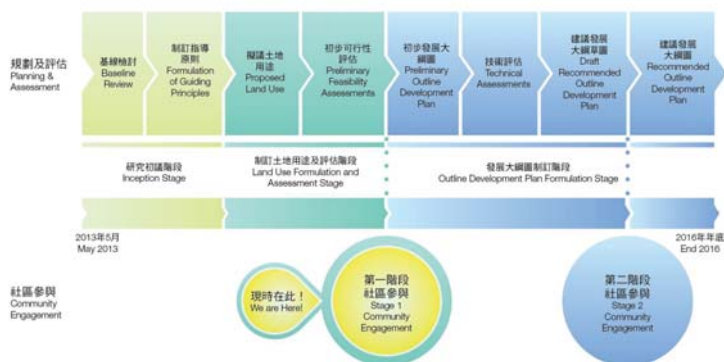 規劃及評估
Planning &
Assessment
基線檢討
Baseline
Review
制訂指導
原則
Formulation
of Guiding
Principles
擬議土地
用途
Proposed
Land Use
初步可行性
評估
Preliminary
Feasibility
Assessments
初步發展大
綱圖
Preliminary
Outline
Development
Plan
技術評估
Technical
Assessments
建議發展
大綱草圖
Draft
Recommended
Outline
Development
Plan
建議發展
大綱圖
Recommended
Outline
Development
Plan
研究初議階段
Inception Stage
制訂土地用途及評估階段
Land Use Formulation and
Assessment Stage
發展大綱圖制訂階段
Outline Development Plan Formulation Stage
2013年5月
May 2013
2016年年底
End 2016
社區參與
Community
Engagement
現時在此！
We are Here!
第一階段
社區參與
Stage 1
Community
Engagement
第二階段
社區參與
Stage 2
Community
Engagement